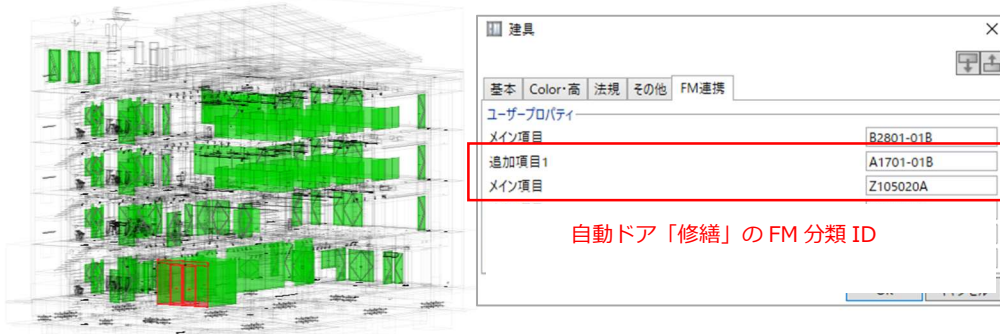 建具
基本 Color・高 法規 その他 FM連携
ユーザープロパティ
メイン項目 B2801-01B
追加項目1 A1701-01B
メイン項目 Z105020A
自動ドア「修繕」の FM 分類 ID